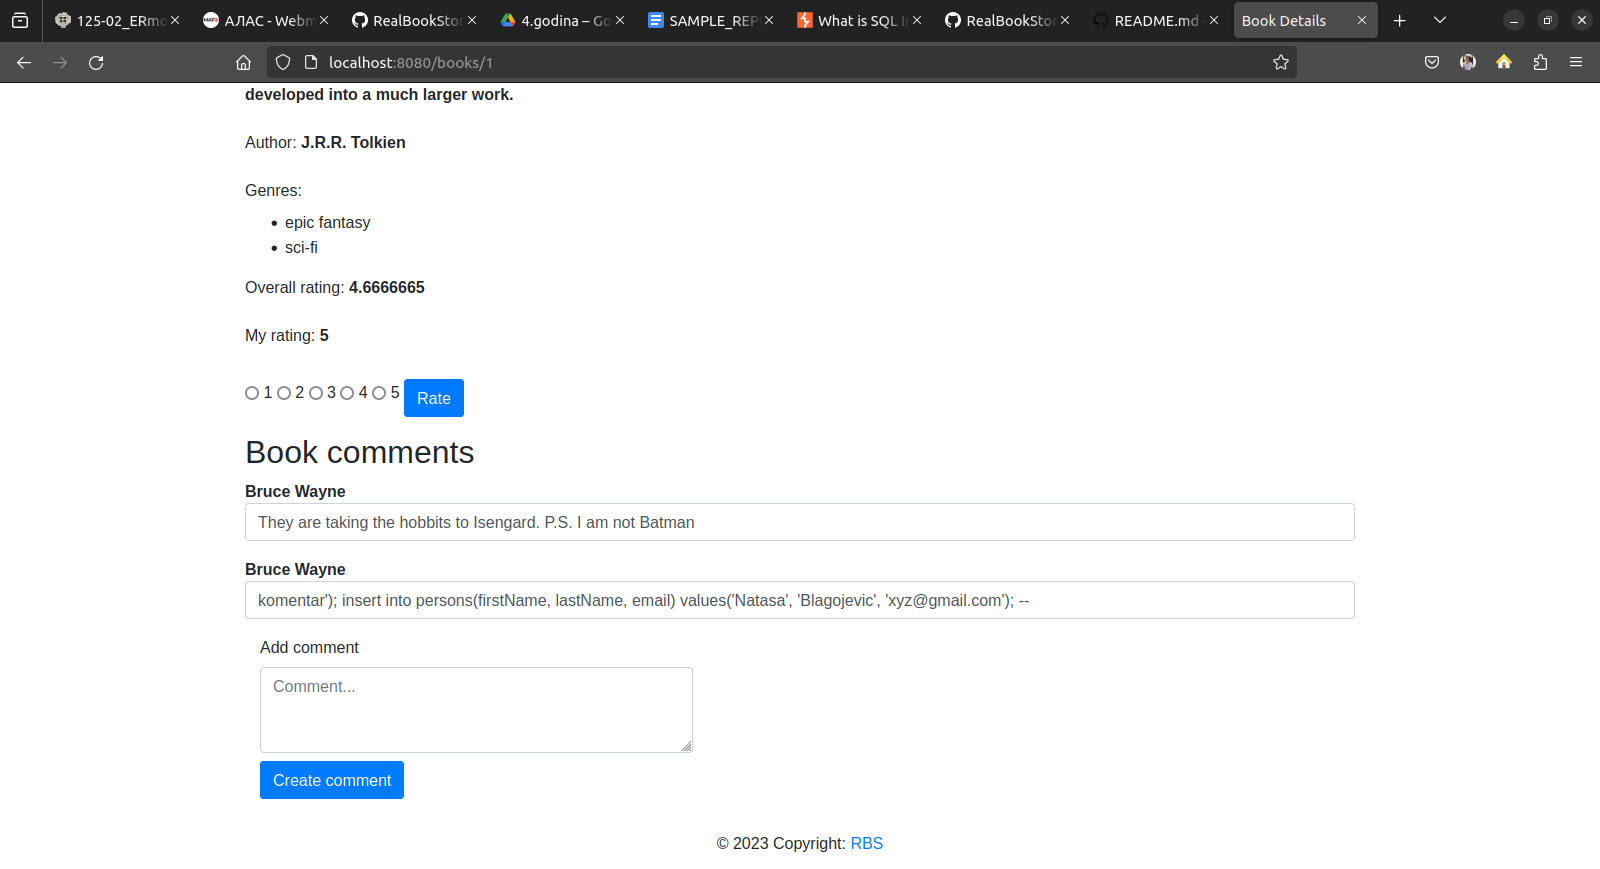 125-02_ERmo
АЛАС - Webm
RealBookStor
4.godina – Go
SAMPLE_REP
What is SQL In
RealBookStor
README.md
Book Details
localhost:8080/books/1
developed into a much larger work.
Author: J.R.R. Tolkien
Genres:
• epic fantasy
• sci-fi
Overall rating: 4.6666665
My rating: 5
1 2 3 4 5 Rate
Book comments
Bruce Wayne
They are taking the hobbits to Isengard. P.S. I am not Batman
Bruce Wayne
komentar'); insert into persons(firstName, lastName, email) values('Natasa', 'Blagojevic', 'xyz@gmail.com'); --
Add comment
Comment...
Create comment
© 2023 Copyright: RBS